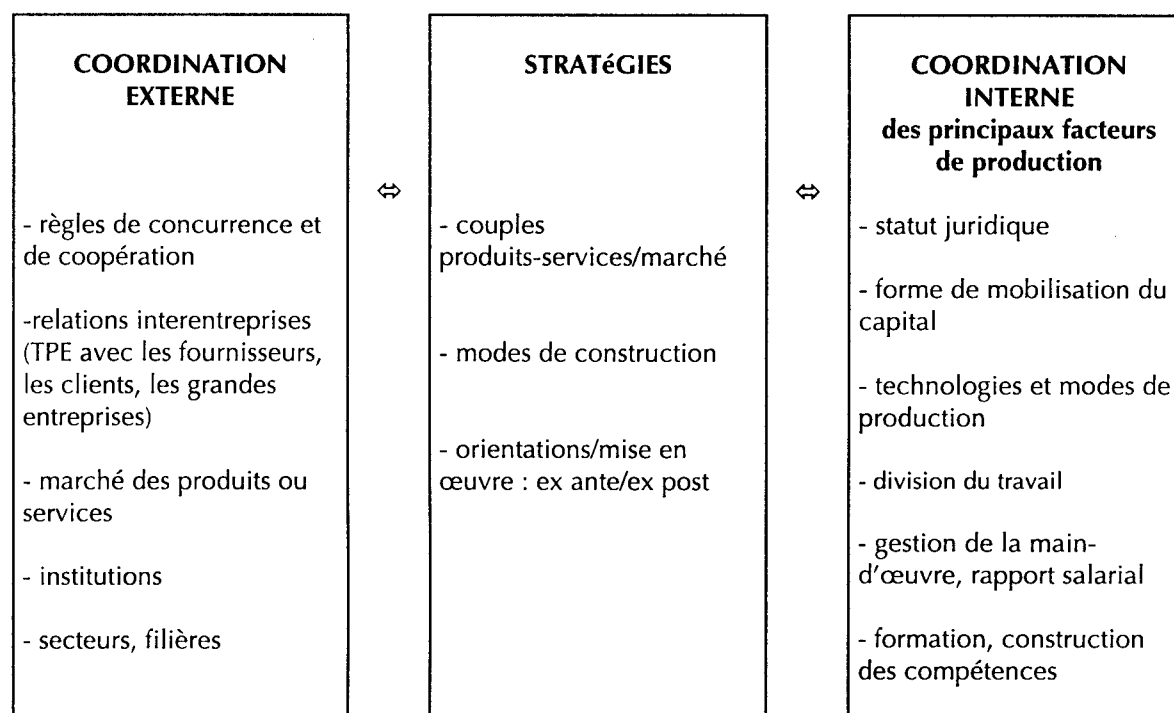 COORDINATION
EXTERNE
- règles de concurrence et
de coopération
-relations interentreprises
(TPE avec les fournisseurs,
les clients, les grandes
entreprises)
- marché des produits ou
services
- institutions
- secteurs, filières
⇔
STRATéGIES
- couples
produits-services/marché
- modes de construction
- orientations/mise en
œuvre : ex ante/ex post
⇔
COORDINATION
INTERNE
des principaux facteurs
de production
- statut juridique
- forme de mobilisation du
capital
- technologies et modes de
production
- division du travail
- gestion de la main-
d'œuvre, rapport salarial
- formation, construction
des compétences